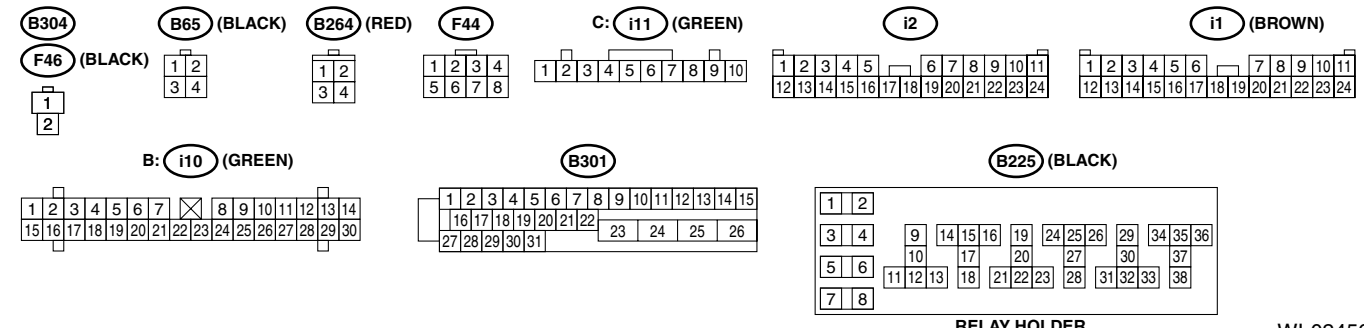 B304 B65 (BLACK) B264 (RED) F44 C: i11 (GREEN) i2 i1 (BROWN)
F46 (BLACK)
1 2 1 2 1 2 3 4 1 2 3 4 5 6 7 8 9 10 1 2 3 4 5 6 7 8 9 10 11 1 2 3 4 5 6 7 8 9 10 11
3 4 3 4 5 6 7 8 12 13 14 15 16 17 18 19 20 21 22 23 24 12 13 14 15 16 17 18 19 20 21 22 23 24
1
2
B: i10 (GREEN) B301 B225 (BLACK)
1 2 3 4 5 6 7 8 9 10 11 12 13 14
15 16 17 18 19 20 21 22 23 24 25 26 27 28 29 30
1 2 3 4 5 6 7 8 9 10 11 12 13 14 15
16 17 18 19 20 21 22 23 24 25 26
27 28 29 30 31
1 2
3 4 9 14 15 16 19 24 25 26 29 34 35 36
10 17 20 27 30 37
5 6 11 12 13 18 21 22 23 28 31 32 33 38
7 8
RELAY HOLDER